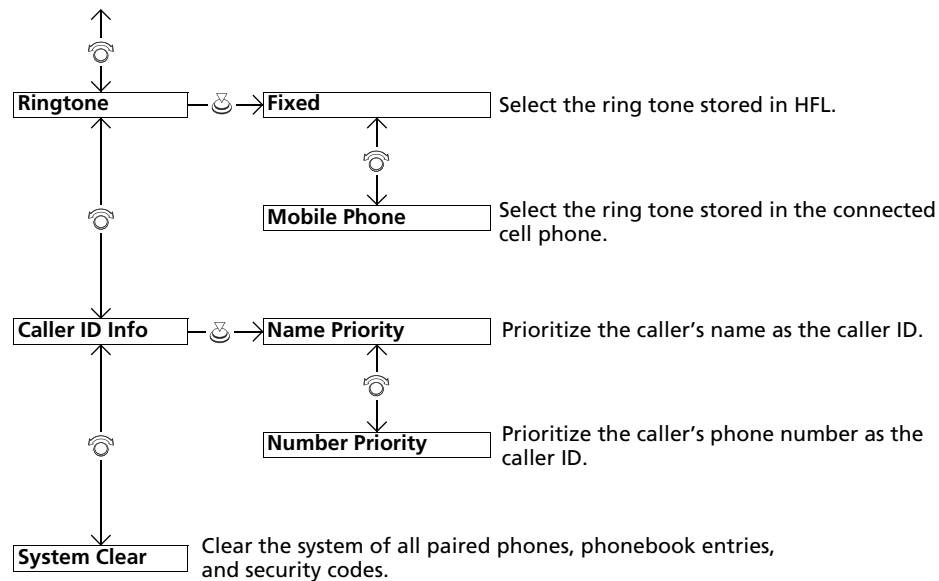 Ringtone
Fixed
Select the ring tone stored in HFL.
Mobile Phone
Select the ring tone stored in the connected
cell phone.
Caller ID Info
Name Priority
Prioritize the caller’s name as the caller ID.
Number Priority
Prioritize the caller’s phone number as the
caller ID.
System Clear
Clear the system of all paired phones, phonebook entries,
and security codes.